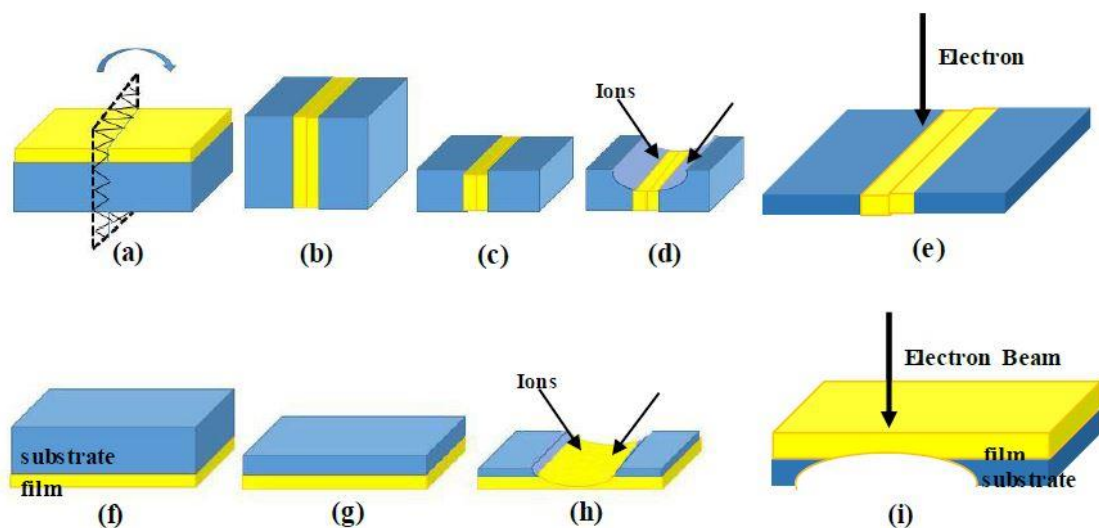 Electron
Ions
(a)
(b)
(c)
(d)
(e)
Electron Beam
Ions
substrate
film
film
substrate
(f)
(g)
(h)
(i)